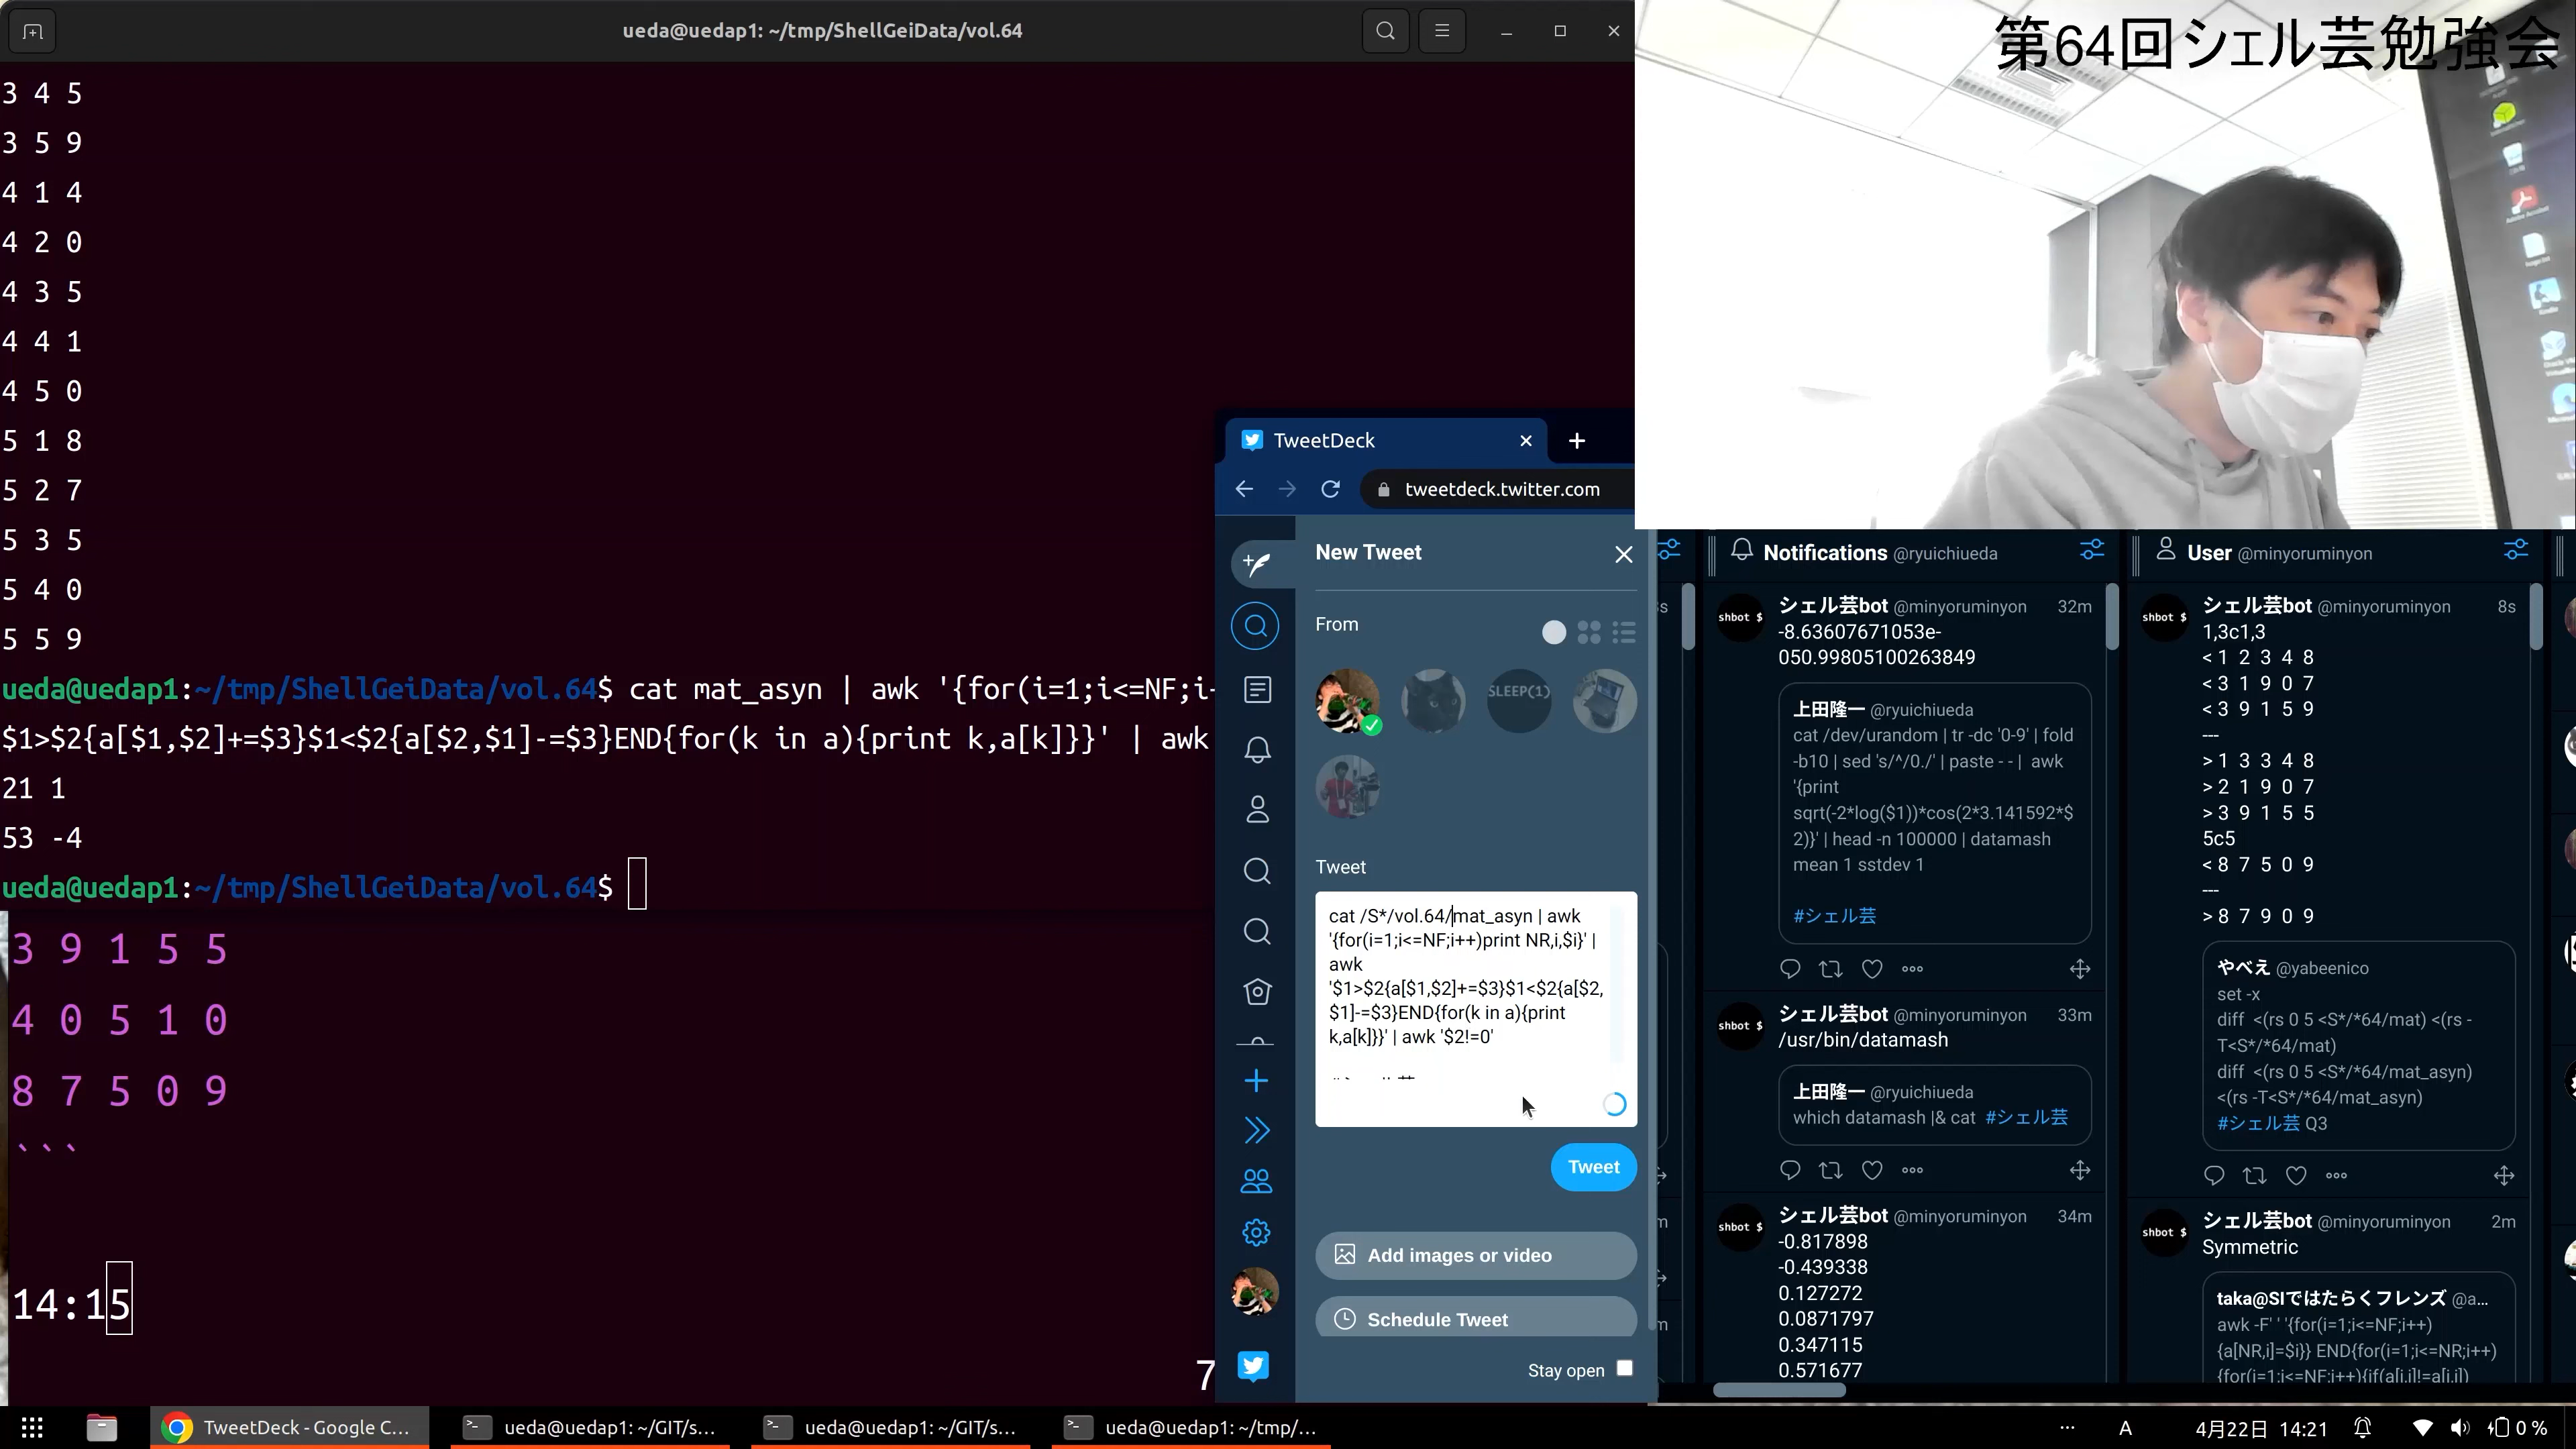 ueda@uedap1: ~/tmp/ShellGeiData/vol.64
3 4 5
3 5 9
4 1 4
4 2 0
4 3 5
4 4 1
4 5 0
5 1 8
5 2 7
5 3 5
5 4 0
5 5 9
ueda@uedap1:~/tmp/ShellGeiData/vol.64$ cat mat_asyn | awk '{for(i=1;i<=NF;i
$1>$2{a[$1,$2]+=$3}$1<$2{a[$2,$1]-=$3}END{for(k in a){print k,a[k]}}' | awk
21 1
53 -4
ueda@uedap1:~/tmp/ShellGeiData/vol.64$
3 9 1 5 5
4 0 5 1 0
8 7 5 0 9
```
14:15
7
第64回シェル芸勉強会
TweetDeck
tweetdeck.twitter.com
New Tweet
From
SLEEP(1)
Tweet
cat /S*/vol.64/mat_asyn | awk
'{for(i=1;i<=NF;i++)print NR,i,$i}' |
awk
'$1>$2{a[$1,$2]+=$3}$1<$2{a[$2,
$1]-=$3}END{for(k in a){print
k,a[k]}}' | awk '$2!=0'
Tweet
Add images or video
Schedule Tweet
Stay open
Notifications @ryuichiueda
shbot $
シェル芸bot @minyoruminyon 32m
-8.63607671053e-
050.99805100263849
上田隆一 @ryuichiueda
cat /dev/urandom | tr -dc '0-9' | fold
-b10 | sed 's/^/0./' | paste - - | awk
'{print
sqrt(-2*log($1))*cos(2*3.141592*$
2)}' | head -n 100000 | datamash
mean 1 sstdev 1
#シェル芸
shbot $
シェル芸bot @minyoruminyon 33m
/usr/bin/datamash
上田隆一 @ryuichiueda
which datamash |& cat #シェル芸
shbot $
シェル芸bot @minyoruminyon 34m
-0.817898
-0.439338
0.127272
0.0871797
0.347115
0.571677
User @minyoruminyon
shbot $
シェル芸bot @minyoruminyon 8s
1,3c1,3
< 1 2 3 4 8
< 3 1 9 0 7
< 3 9 1 5 9
---
> 1 3 3 4 8
> 2 1 9 0 7
> 3 9 1 5 5
5c5
< 8 7 5 0 9
---
> 8 7 9 0 9
やべえ @yabeenico
set -x
diff <(rs 0 5 <S*/*64/mat) <(rs -
T<S*/*64/mat)
diff <(rs 0 5 <S*/*64/mat_asyn)
<(rs -T<S*/*64/mat_asyn)
#シェル芸 Q3
shbot $
シェル芸bot @minyoruminyon 2m
Symmetric
taka@SIではたらくフレンズ @a...
awk -F' ' '{for(i=1;i<=NF;i++)
{a[NR,i]=$i}} END{for(i=1;i<=NR;i++)
TweetDeck - Google C...
ueda@uedap1: ~/GIT/s...
ueda@uedap1: ~/GIT/s...
ueda@uedap1: ~/tmp/...
A
4月22日 14:21
0 %